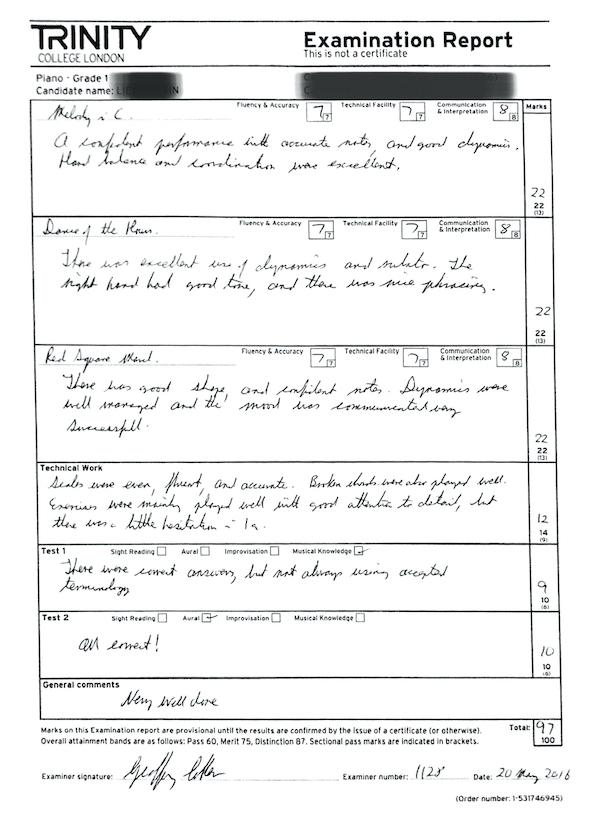 TRINITY
COLLEGE LONDON
Examination Report
This is not a certificate
Piano - Grade 1
Candidate name:
Melody in C. Fluency & Accuracy 7 7 Technical Facility 7 7 Communication & Interpretation 8 8 Marks
A confident performance with accurate notes, and good dynamics.
Hand balance and coordination were excellent.
22
22
(13)
Dance of the Hours. Fluency & Accuracy 7 7 Technical Facility 7 7 Communication & Interpretation 8 8
There was excellent use of dynamics and The
right hand had good tone, and there was nice phrasing.
22
22
(13)
Red Square Fluency & Accuracy 7 7 Technical Facility 7 7 Communication & Interpretation 8 8
There was good shape and confident notes. Dynamics were
well managed and the mood was communicated very
successfull.
22
22
(13)
Technical Work
Scales were even, fluent, and accurate. Broken chords were also played well.
Exercises were mainly played well with good attention to detail, but
there was a little hesitation in 1a.
12
14
(9)
Test 1 Sight Reading Aural Improvisation Musical Knowledge
There were correct answers, but not always using accepted
terminology
9
10
(6)
Test 2 Sight Reading Aural Improvisation Musical Knowledge
All correct!
10
10
(6)
General comments
Very well done
Marks on this Examination report are provisional until the results are confirmed by the issue of a certificate (or otherwise).
Overall attainment bands are as follows: Pass 60, Merit 75, Distinction 87. Sectional pass marks are indicated in brackets.
Total: 97
100
Examiner signature: Examiner number: 1128 Date: 20 May 2016
(Order number: 1-531746945)